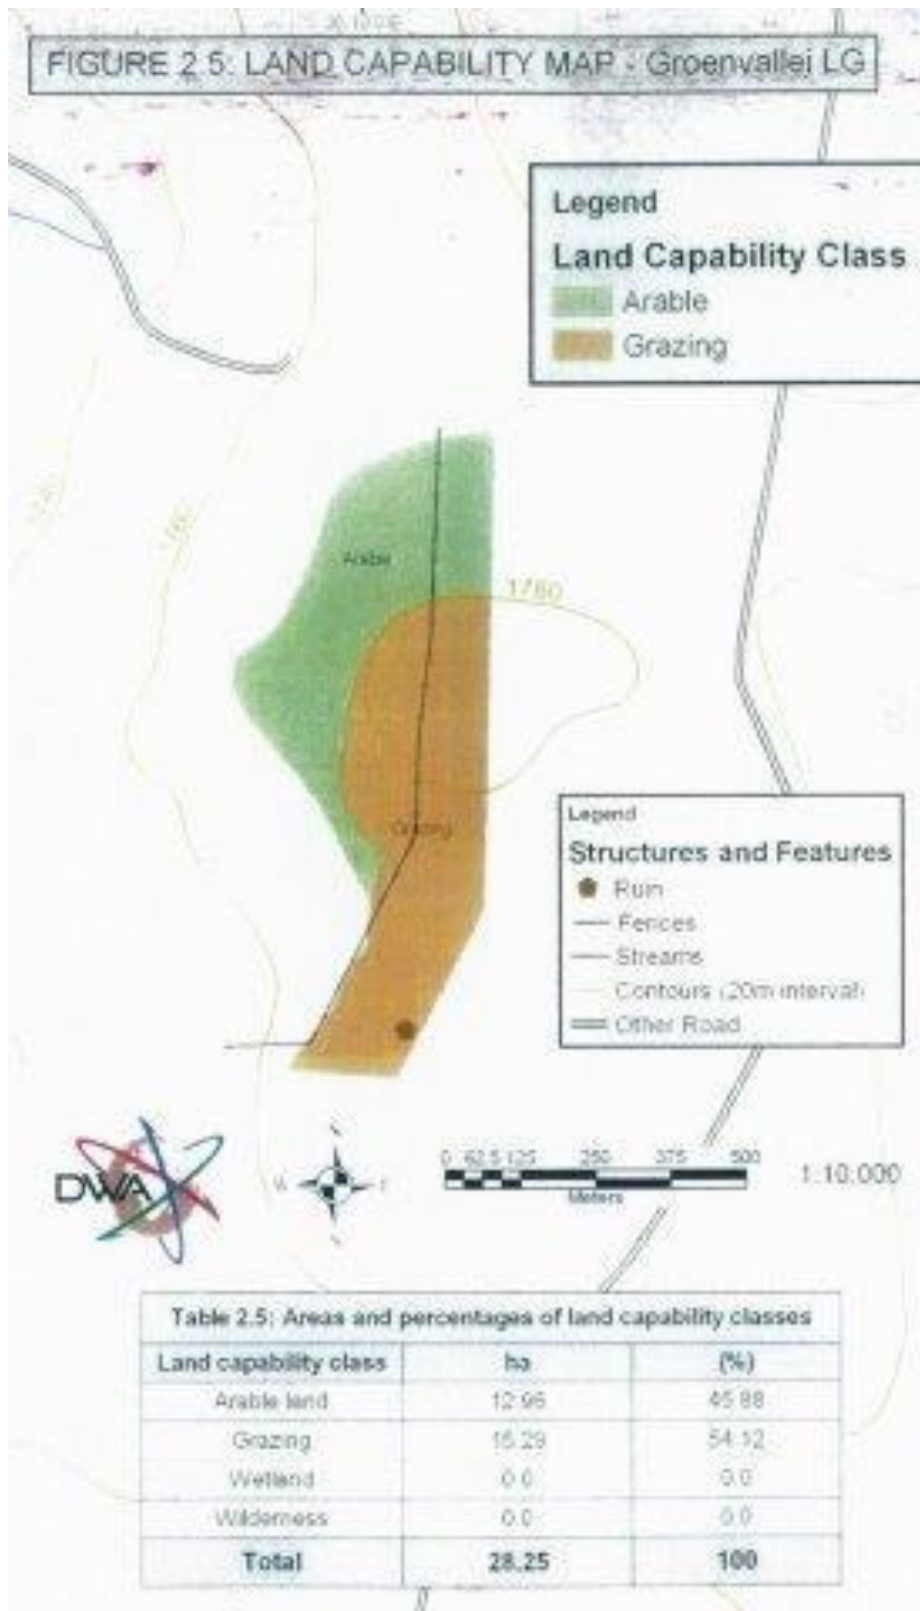 FIGURE 2.5: LAND CAPABILITY MAP - Groenvallei LG
Legend
Land Capability Class
Arable
Grazing
Arable
1780
Grazing
Legend
Structures and Features
Ruin
Fences
Streams
Contours (20m interval)
Other Road
DWA
0 62.5 125 250 375 500
Meters
1:10,000
Table 2.5: Areas and percentages of land capability classes
Land capability class ha (%)
Arable land 12.96 45.88
Grazing 15.29 54.12
Wetland 0.0 0.0
Wilderness 0.0 0.0
Total 28.25 100